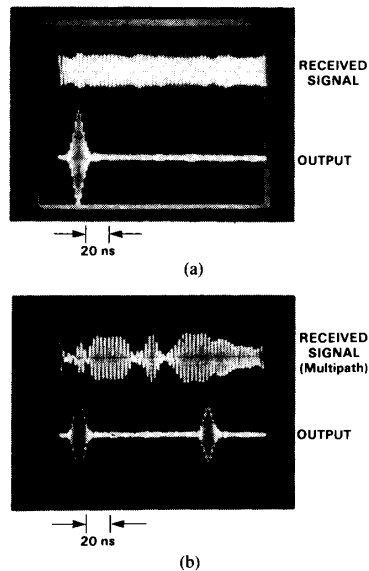 RECEIVED
SIGNAL
OUTPUT
20 ns
(a)
RECEIVED
SIGNAL
(Multipath)
OUTPUT
20 ns
(b)